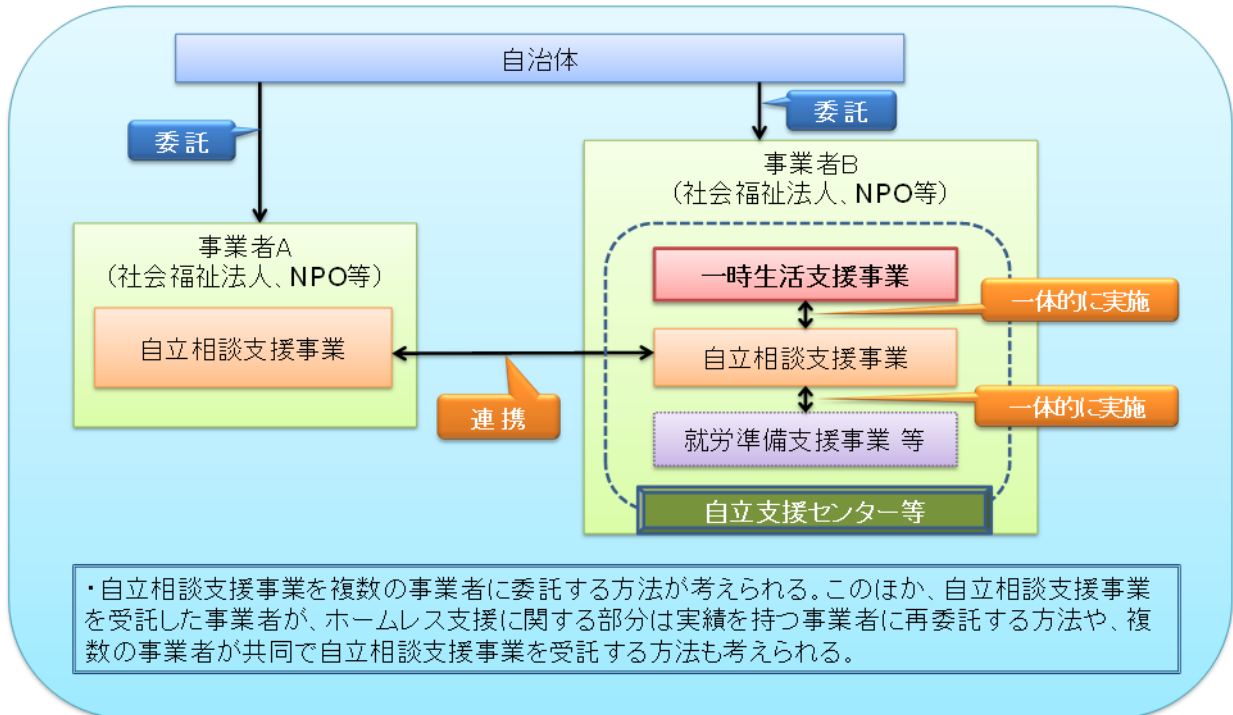 自治体
委託
委託
事業者A
(社会福祉法人、NPO等)
自立相談支援事業
連携
事業者B
(社会福祉法人、NPO等)
一時生活支援事業
一体的に実施
自立相談支援事業
一体的に実施
就労準備支援事業 等
自立支援センター等
・自立相談支援事業を複数の事業者に委託する方法が考えられる。このほか、自立相談支援事業
を受託した事業者が、ホームレス支援に関する部分は実績を持つ事業者に再委託する方法や、複
数の事業者が共同で自立相談支援事業を受託する方法も考えられる。